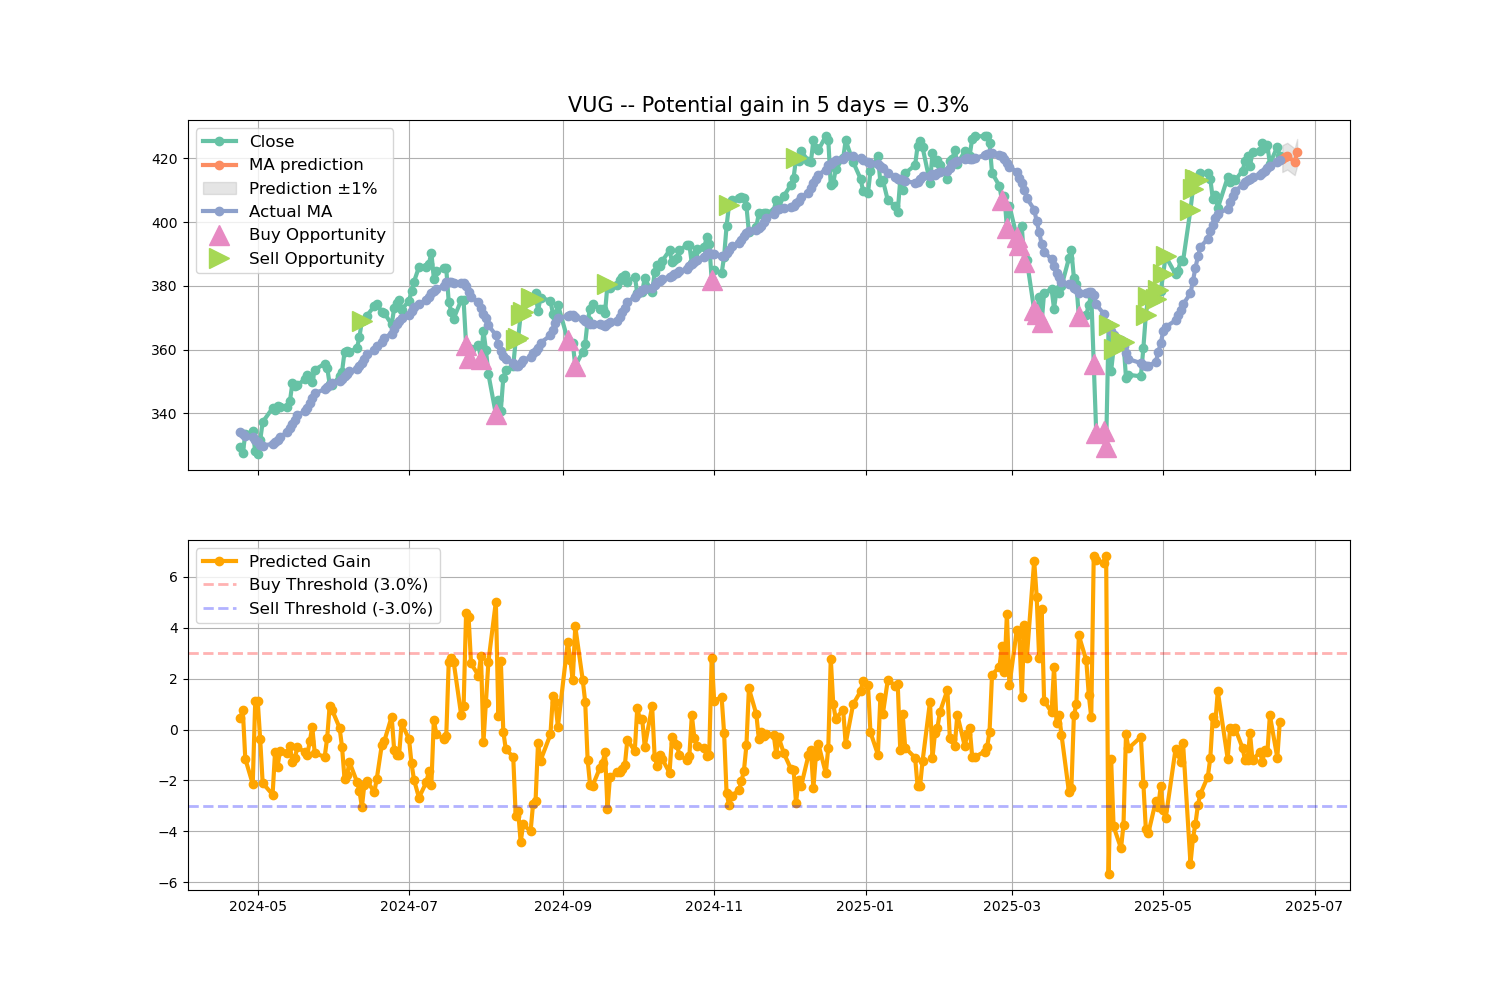 VUG -- Potential gain in 5 days = 0.3%
Close
MA prediction
Prediction ±1%
Actual MA
Buy Opportunity
Sell Opportunity
420
400
380
360
340
Predicted Gain
Buy Threshold (3.0%)
Sell Threshold (-3.0%)
6
4
2
0
−2
−4
−6
2024-05 2024-07 2024-09 2024-11 2025-01 2025-03 2025-05 2025-07